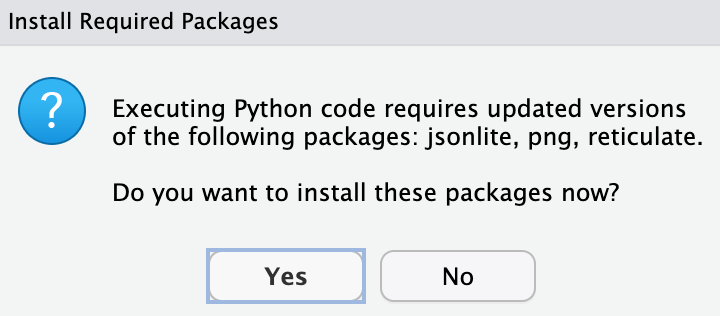 Install Required Packages
?
Executing Python code requires updated versions
of the following packages: jsonlite, png, reticulate.
Do you want to install these packages now?
Yes
No